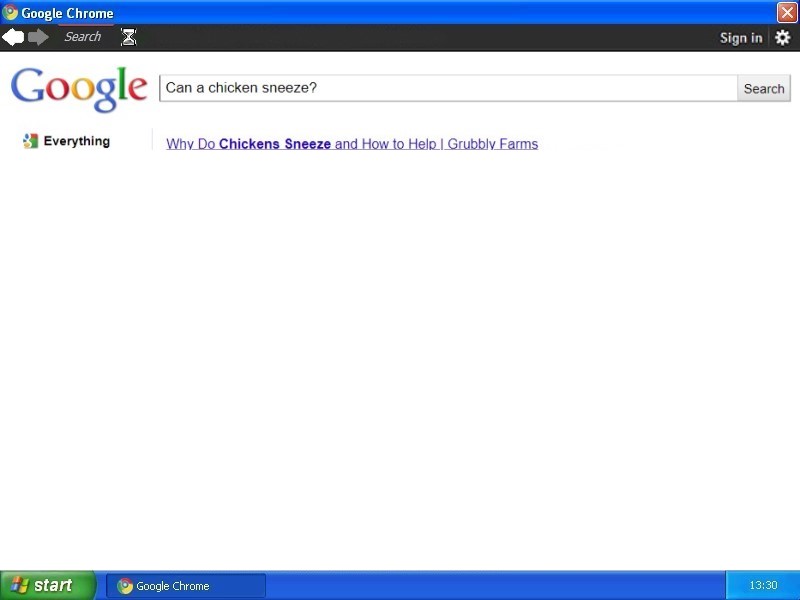 Google Chrome
Search
Sign in
Google
Can a chicken sneeze?
Search
Everything
Why Do Chickens Sneeze and How to Help | Grubbly Farms
start
Google Chrome
13:30